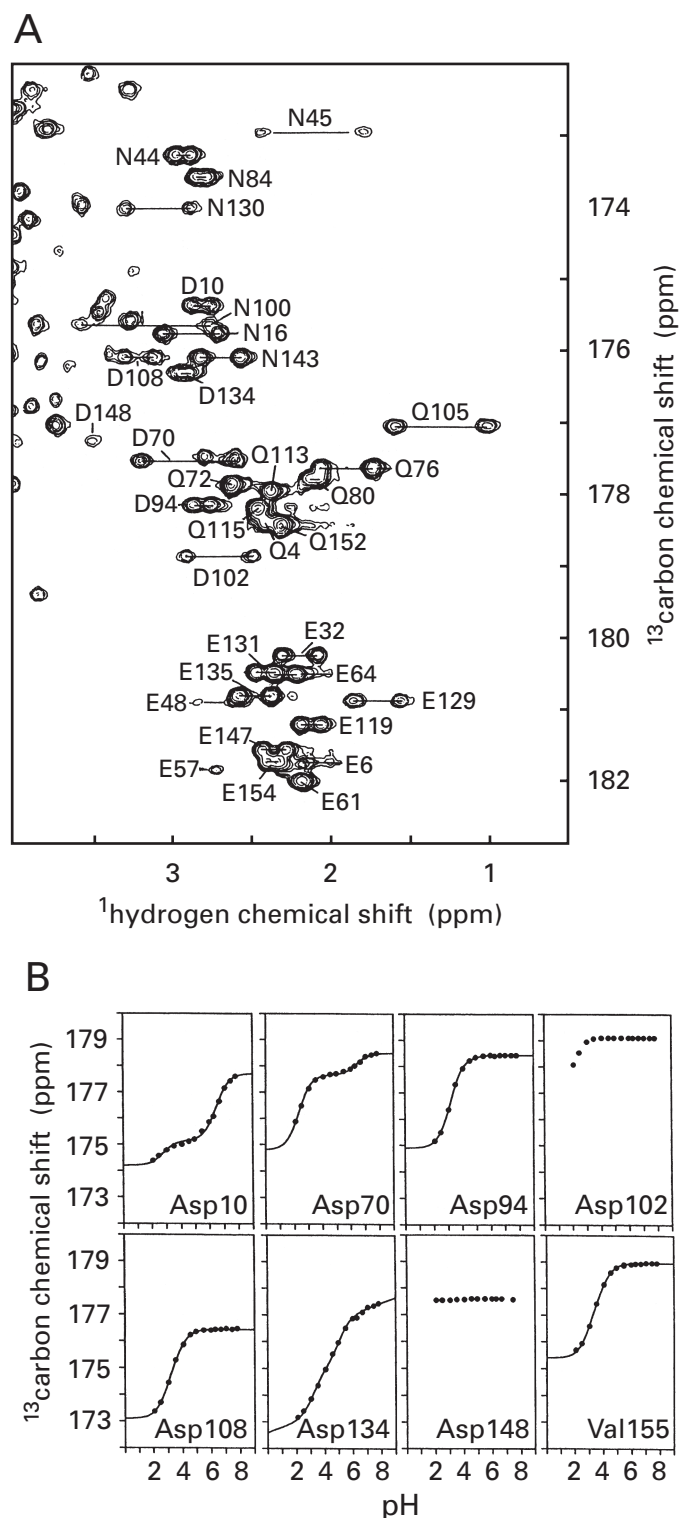 A
N45
N44
N84
N130
174
D10
N100
N16
N143
D108
D134
176
D148
Q105
D70
Q113
Q76
Q72
Q80
D94
178
Q115
Q152
Q4
D102
E131
E32
180
E135
E64
E48
E129
E119
E147
E57
E6
E154
E61
182
3 2 1
¹hydrogen chemical shift (ppm)
¹³carbon chemical shift (ppm)
B
¹³carbon chemical shift (ppm)
179
177
175
173
Asp10 Asp70 Asp94 Asp102
179
177
175
173
Asp108 Asp134 Asp148 Val155
2 4 6 8 2 4 6 8 2 4 6 8 2 4 6 8
pH